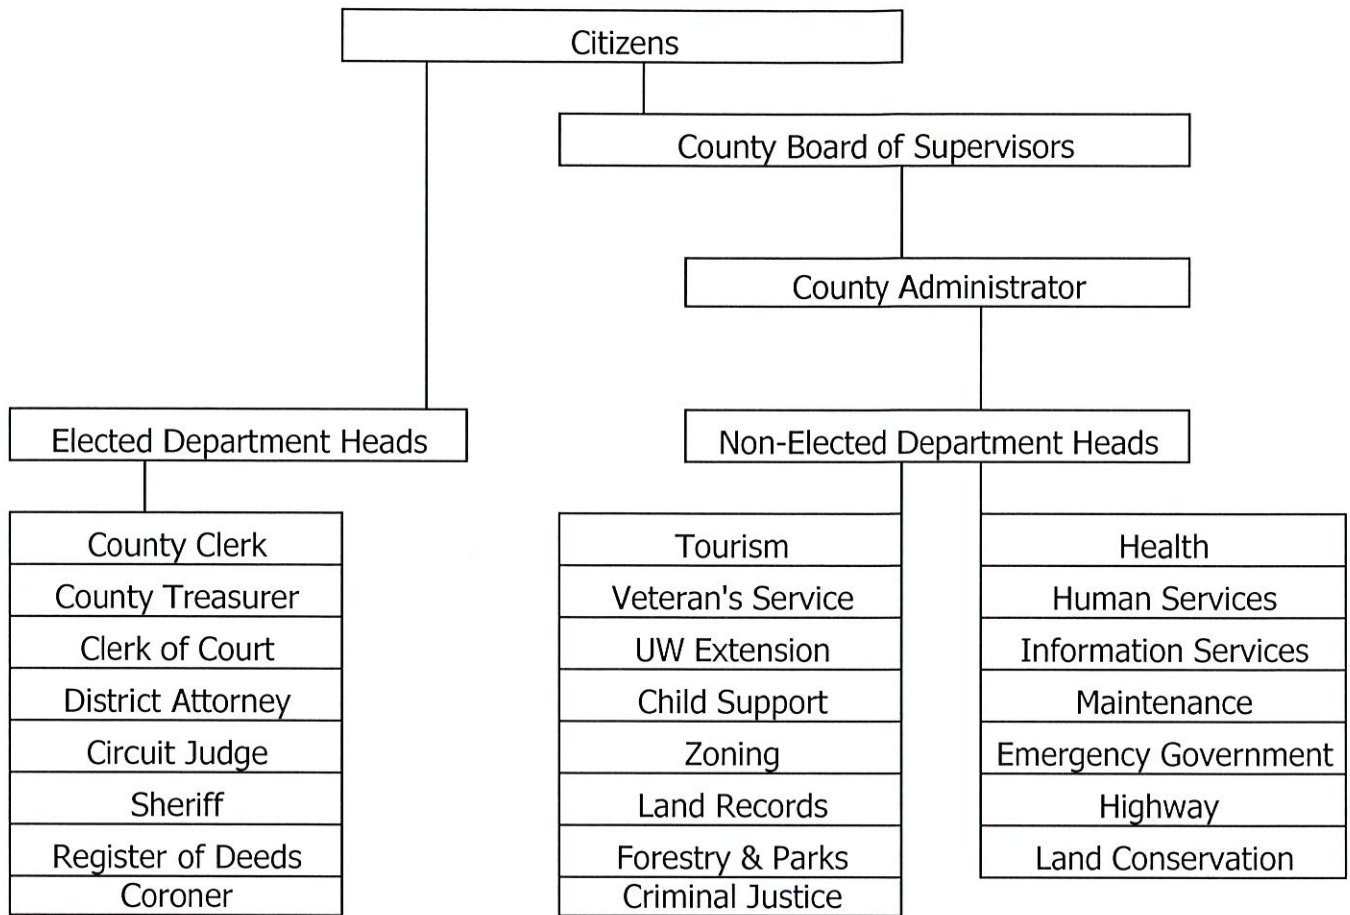 Citizens
County Board of Supervisors
County Administrator
Elected Department Heads
Non-Elected Department Heads
County Clerk
County Treasurer
Clerk of Court
District Attorney
Circuit Judge
Sheriff
Register of Deeds
Coroner
Tourism
Veteran's Service
UW Extension
Child Support
Zoning
Land Records
Forestry & Parks
Criminal Justice
Health
Human Services
Information Services
Maintenance
Emergency Government
Highway
Land Conservation